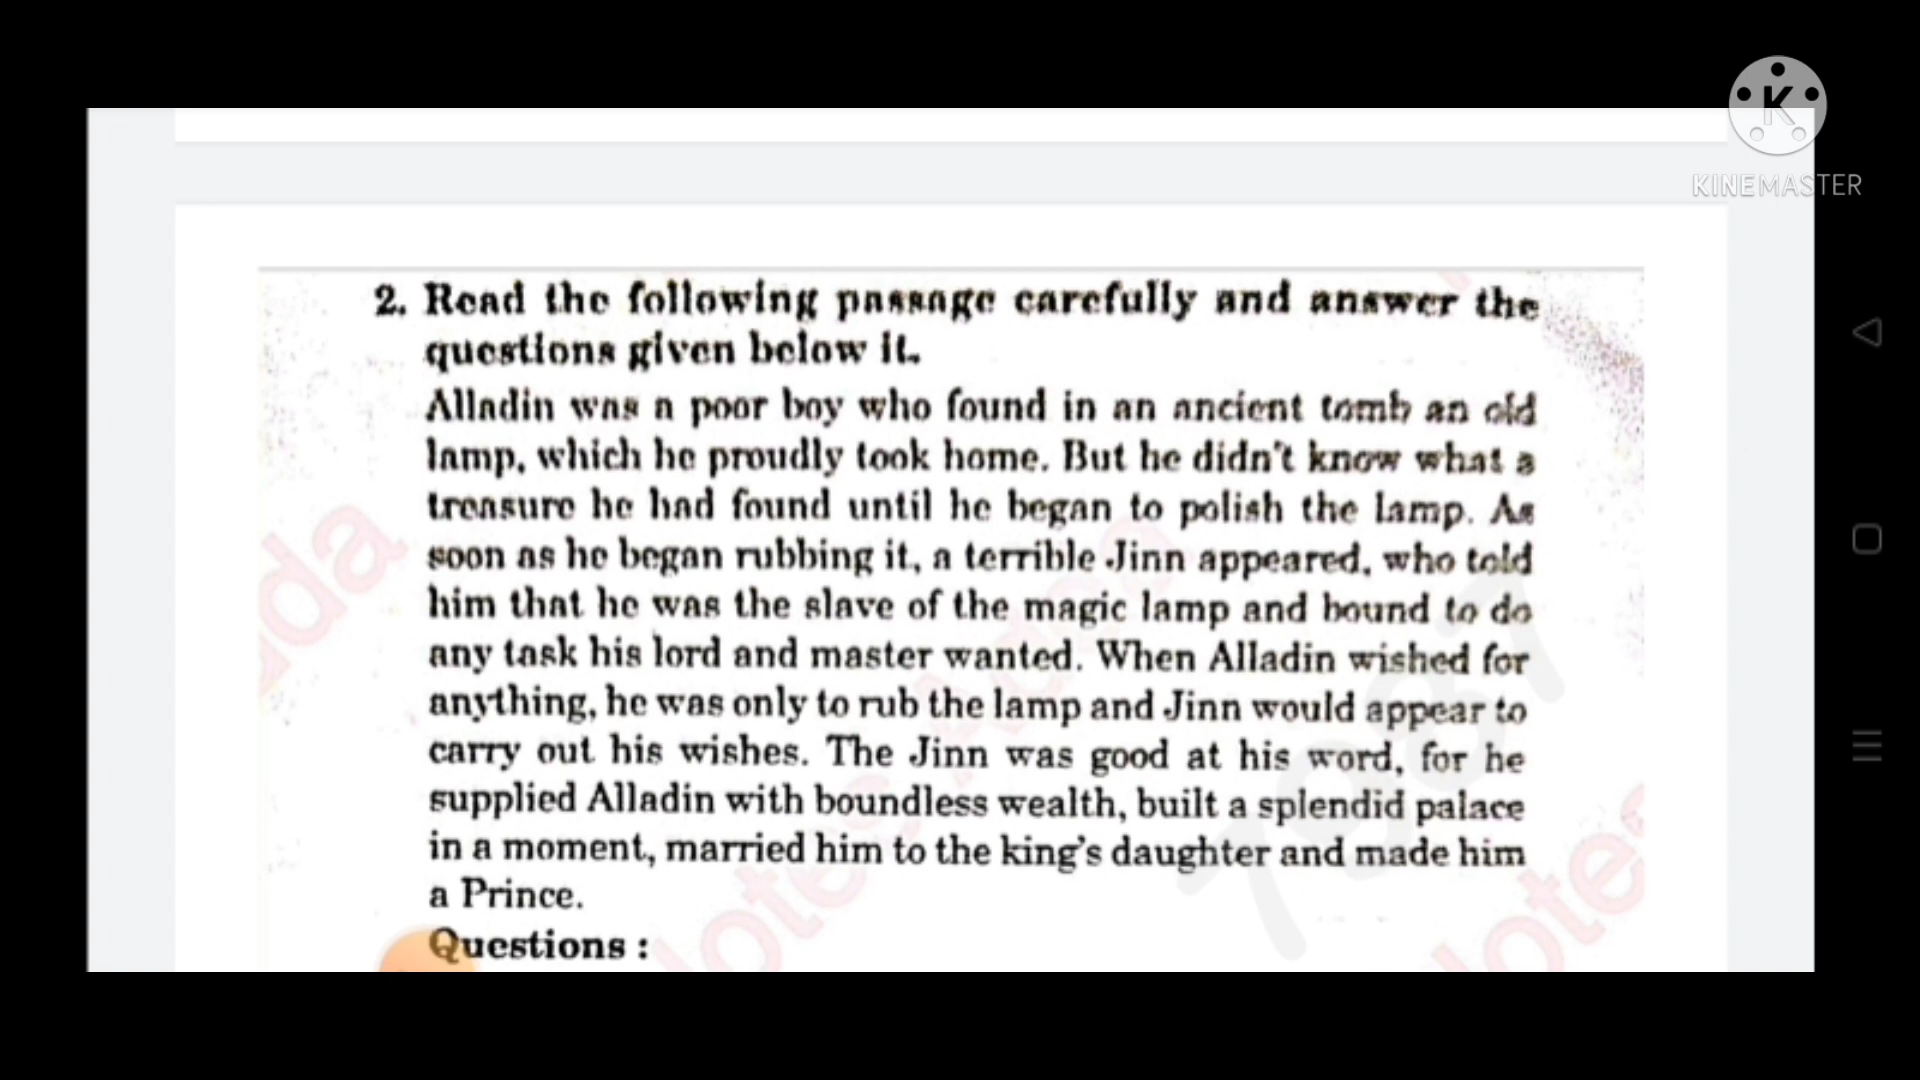 KINEMASTER
2. Read the following passage carefully and answer the
questions given below it.
Alladin was a poor boy who found in an ancient tomb an old
lamp, which he proudly took home. But he didn't know what a
treasure he had found until he began to polish the lamp. As
soon as he began rubbing it, a terrible Jinn appeared, who told
him that he was the slave of the magic lamp and bound to do
any task his lord and master wanted. When Alladin wished for
anything, he was only to rub the lamp and Jinn would appear to
carry out his wishes. The Jinn was good at his word, for he
supplied Alladin with boundless wealth, built a splendid palace
in a moment, married him to the king's daughter and made him
a Prince.
Questions :